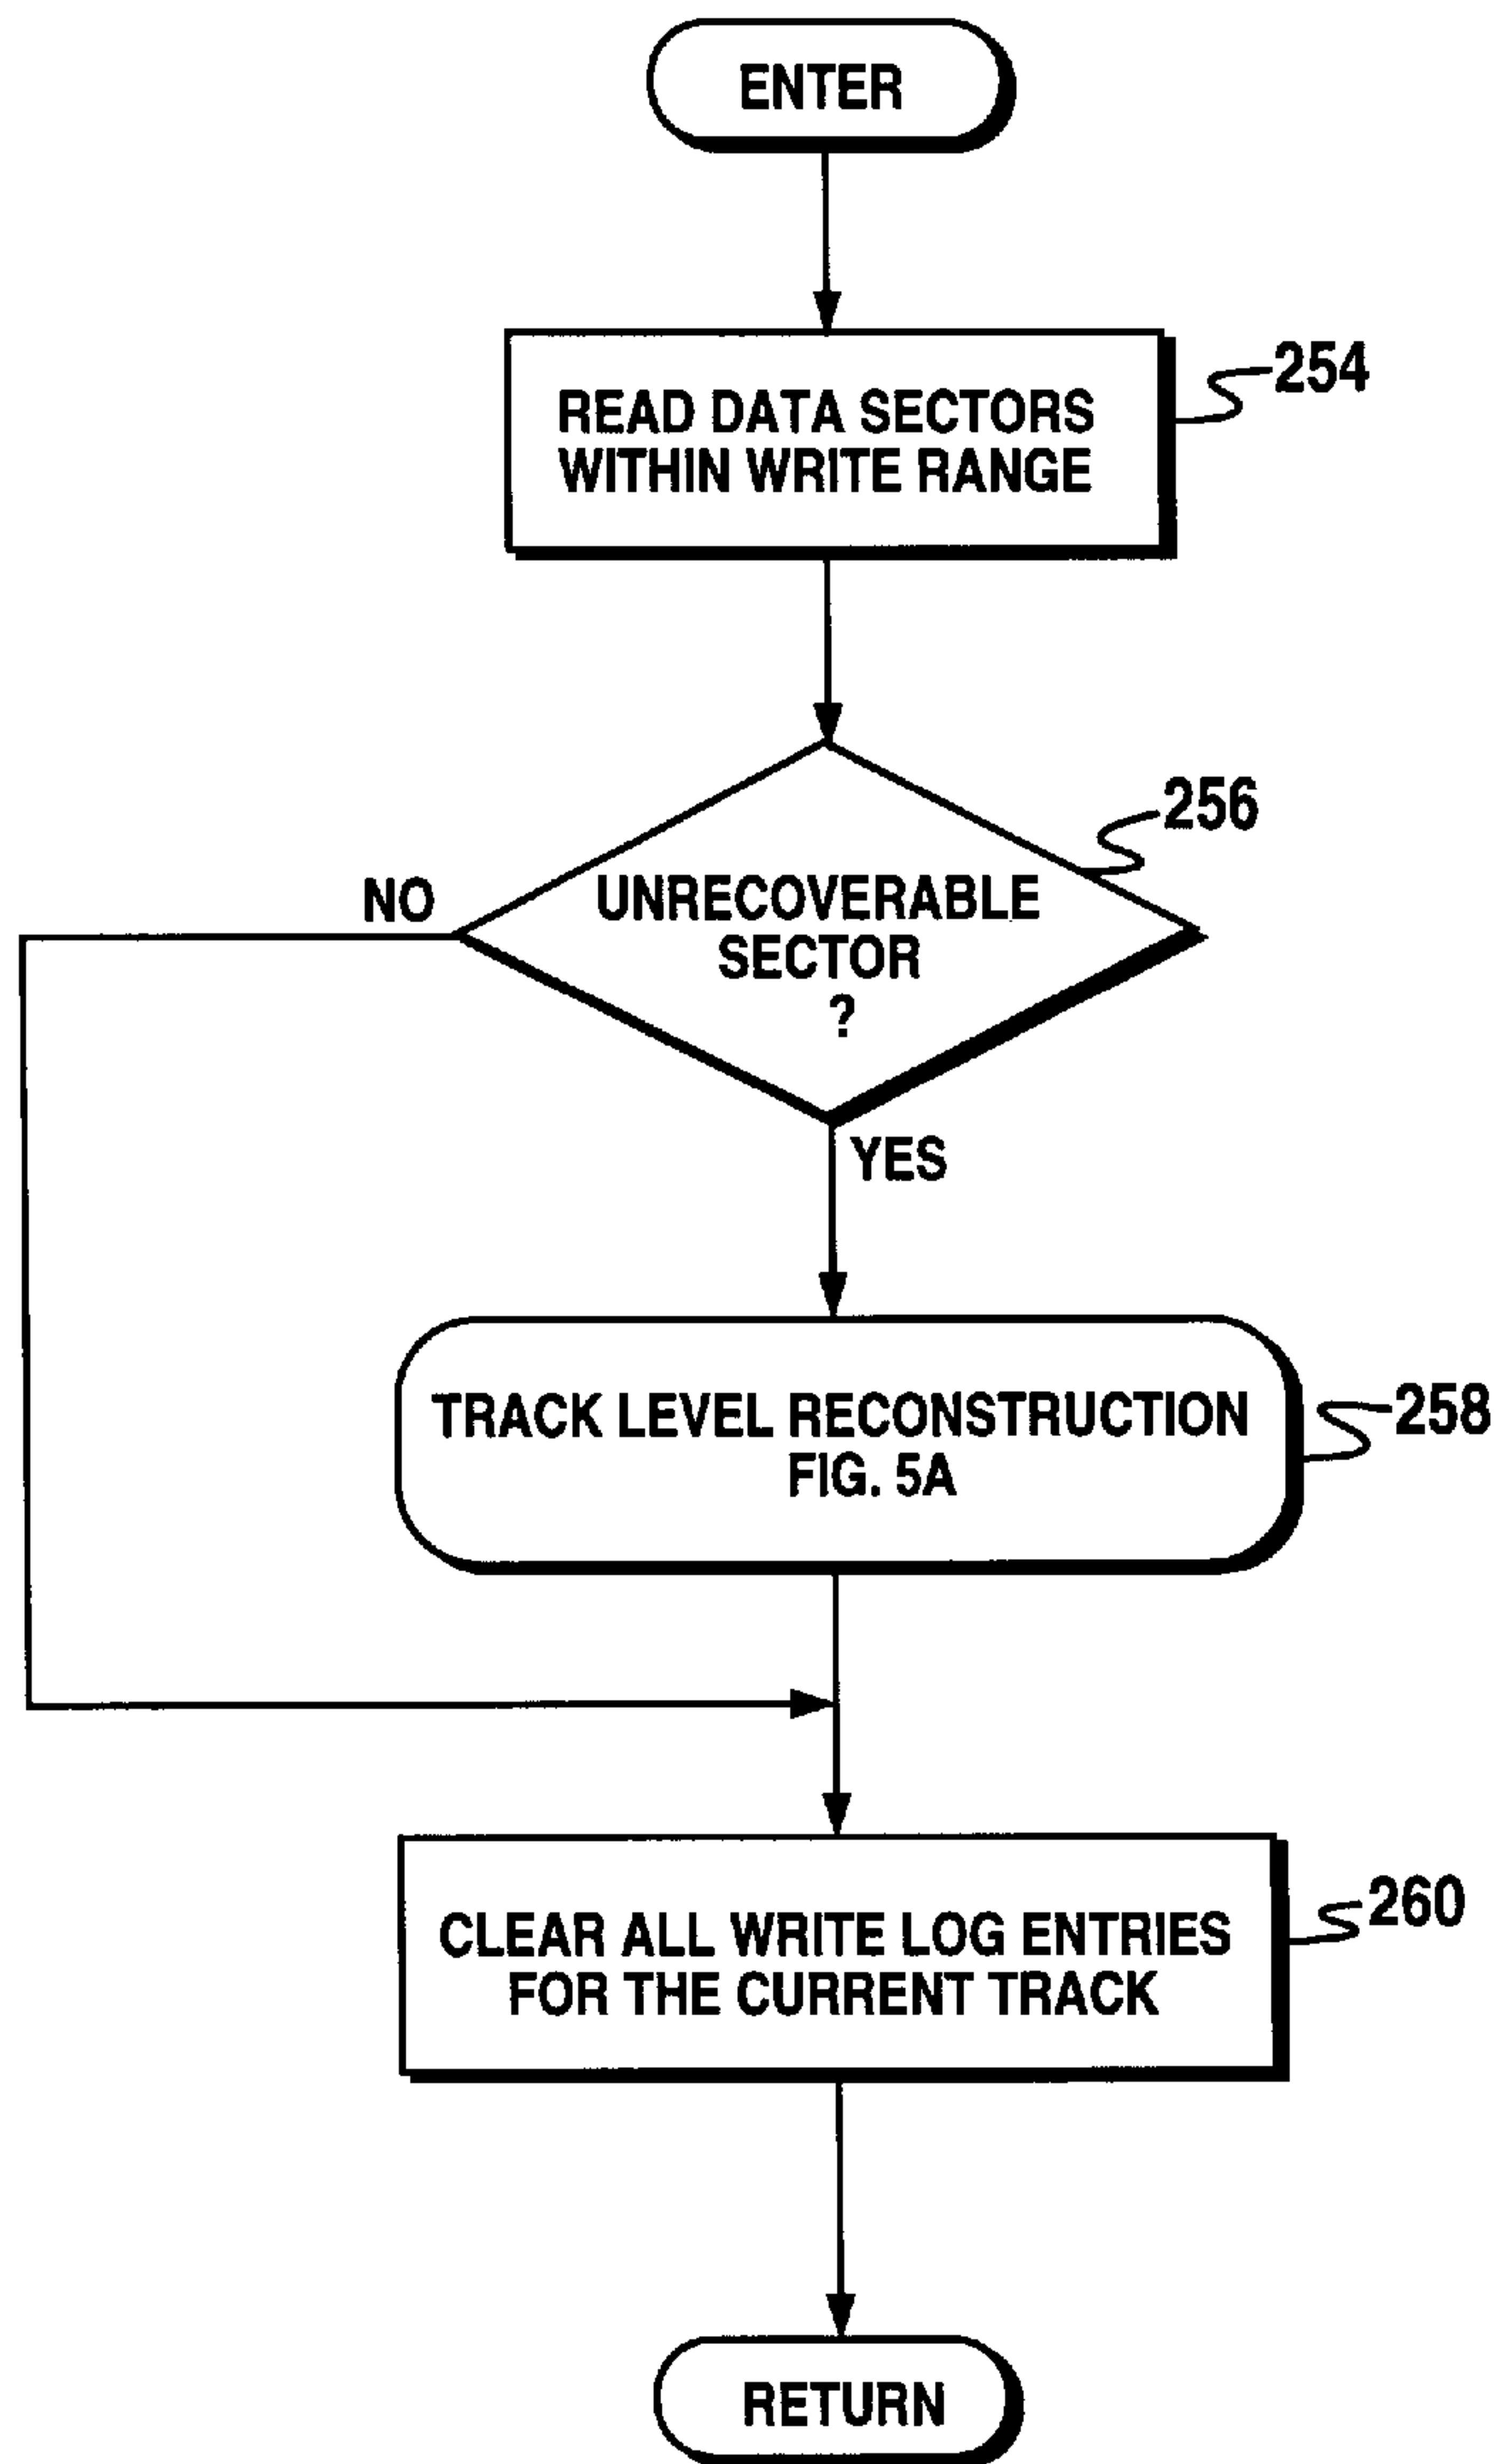 ENTER
READ DATA SECTORS
WITHIN WRITE RANGE
254
256
NO
UNRECOVERABLE
SECTOR
?
YES
TRACK LEVEL RECONSTRUCTION
FIG. 5A
258
CLEAR ALL WRITE LOG ENTRIES
FOR THE CURRENT TRACK
260
RETURN